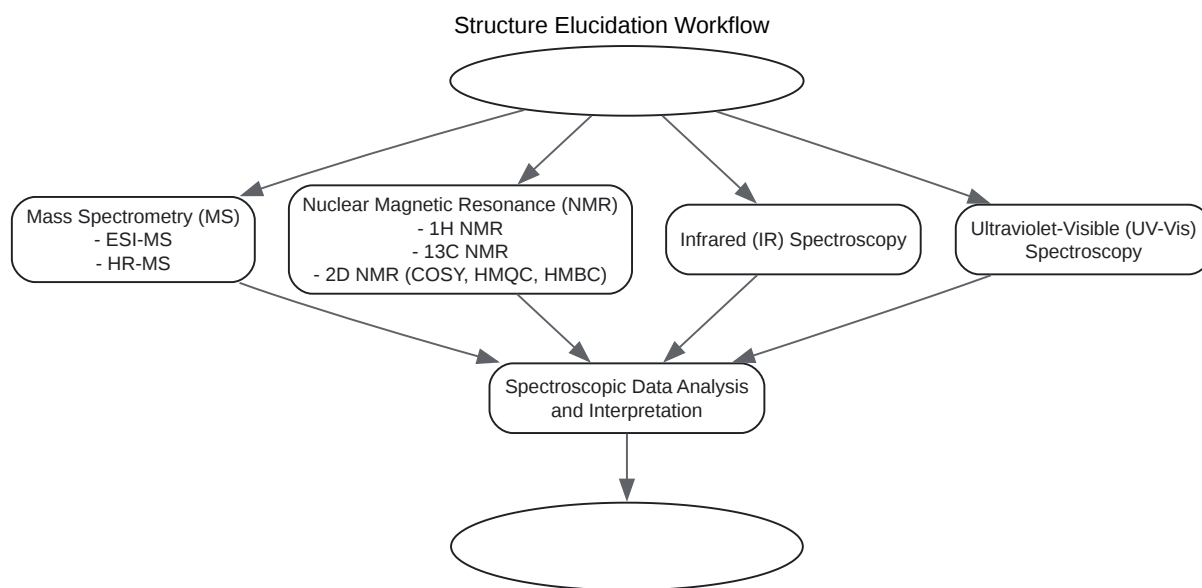 Structure Elucidation Workflow
Mass Spectrometry (MS)
- ESI-MS
- HR-MS
Nuclear Magnetic Resonance (NMR)
- 1H NMR
- 13C NMR
- 2D NMR (COSY, HMQC, HMBC)
Infrared (IR) Spectroscopy
Ultraviolet-Visible (UV-Vis)
Spectroscopy
Spectroscopic Data Analysis
and Interpretation